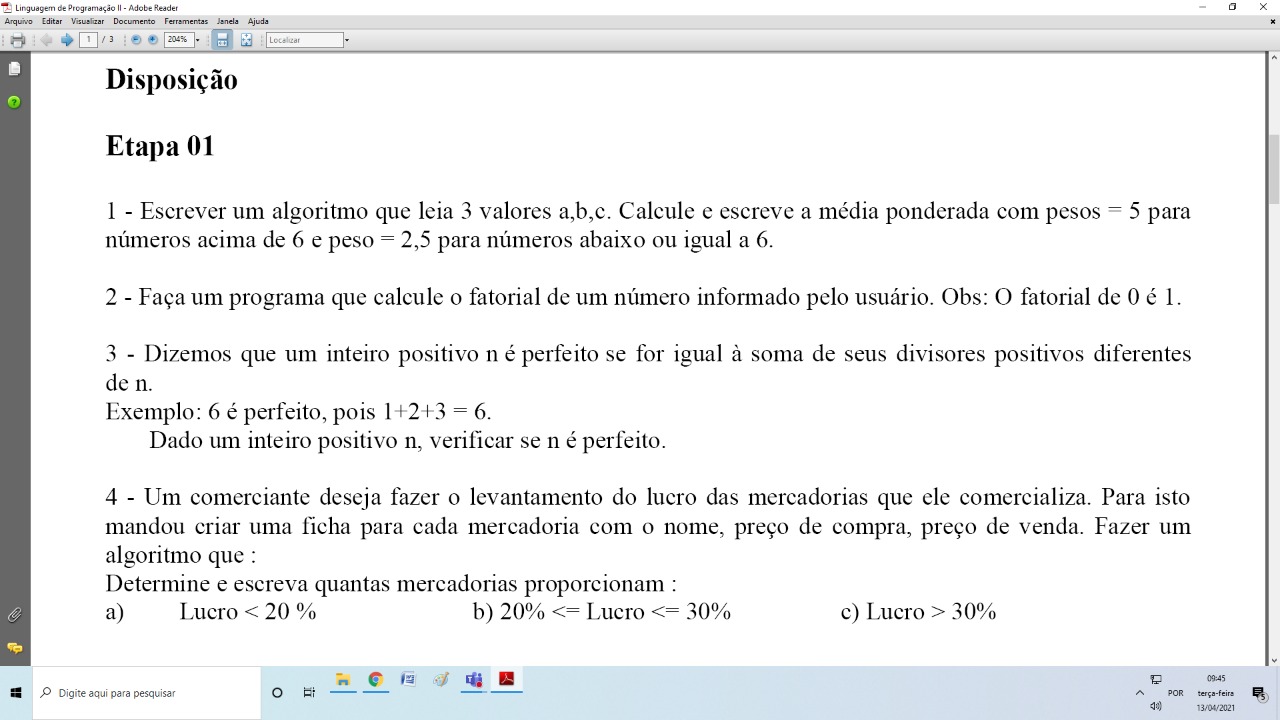 Linguagem de Programação II - Adobe Reader
Arquivo Editar Visualizar Documento Ferramentas Janela Ajuda
1 / 3 204% Localizar
Disposição
Etapa 01
1 - Escrever um algoritmo que leia 3 valores a,b,c. Calcule e escreve a média ponderada com pesos = 5 para
números acima de 6 e peso = 2,5 para números abaixo ou igual a 6.
2 - Faça um programa que calcule o fatorial de um número informado pelo usuário. Obs: O fatorial de 0 é 1.
3 - Dizemos que um inteiro positivo n é perfeito se for igual à soma de seus divisores positivos diferentes
de n.
Exemplo: 6 é perfeito, pois 1+2+3 = 6.
Dado um inteiro positivo n, verificar se n é perfeito.
4 - Um comerciante deseja fazer o levantamento do lucro das mercadorias que ele comercializa. Para isto
mandou criar uma ficha para cada mercadoria com o nome, preço de compra, preço de venda. Fazer um
algoritmo que :
Determine e escreva quantas mercadorias proporcionam :
a) Lucro < 20 % b) 20% <= Lucro <= 30% c) Lucro > 30%
Digite aqui para pesquisar
POR
09:45
terça-feira
13/04/2021
5